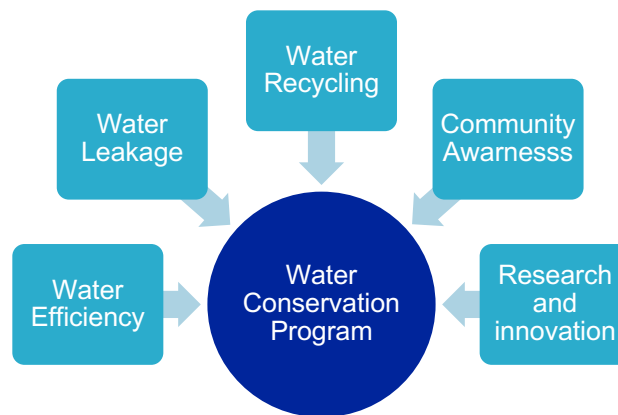 Water
Recycling
Water
Leakage
Community
Awarnesss
Water
Efficiency
Water
Conservation
Program
Research
and
innovation